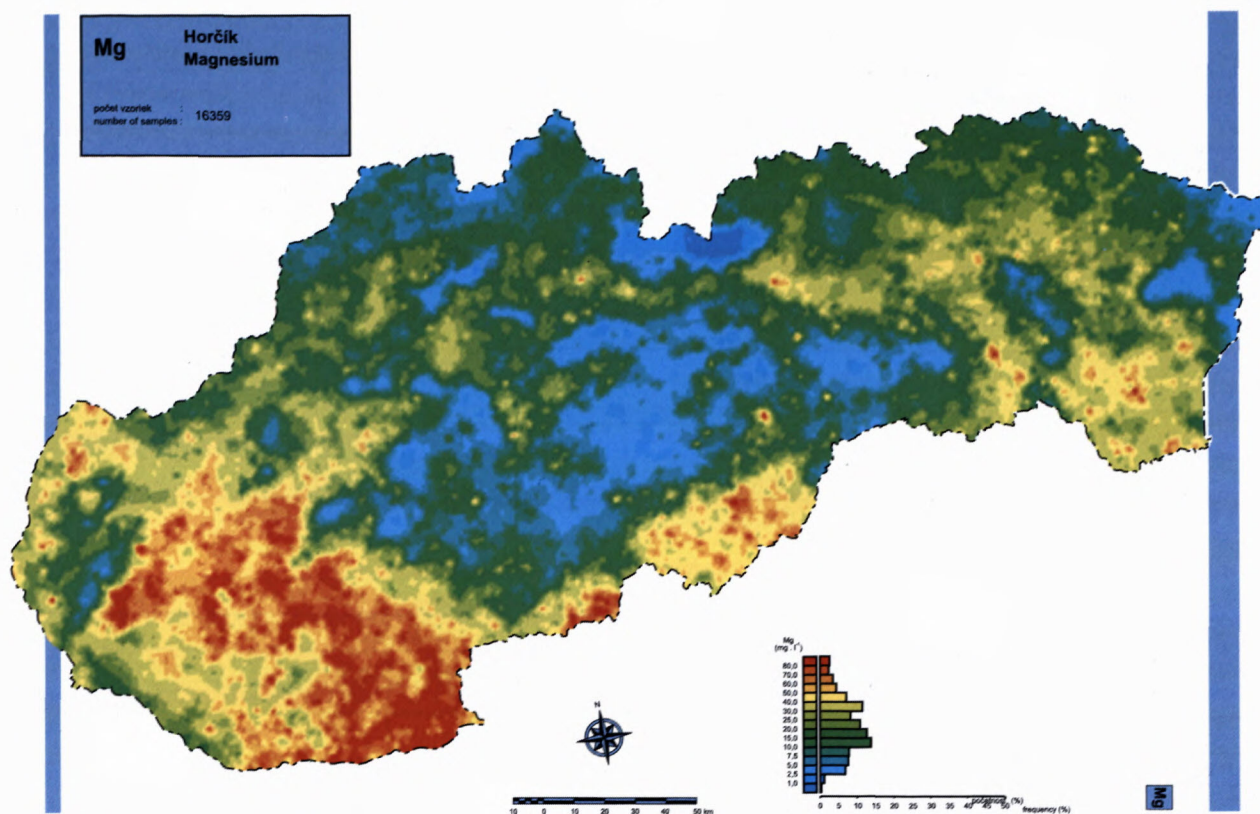 Mg
Horčík
Magnesium
počet vzoriek :
number of samples : 16359
N
Mg
(mg . l⁻¹)
80,0
70,0
60,0
50,0
40,0
30,0
25,0
20,0
15,0
10,0
7,5
5,0
2,5
1,0
0 5 10 15 20 25 30 35 40 45 50
početnosť (%)
frequency (%)
10 0 10 20 30 40 50 km
Mg